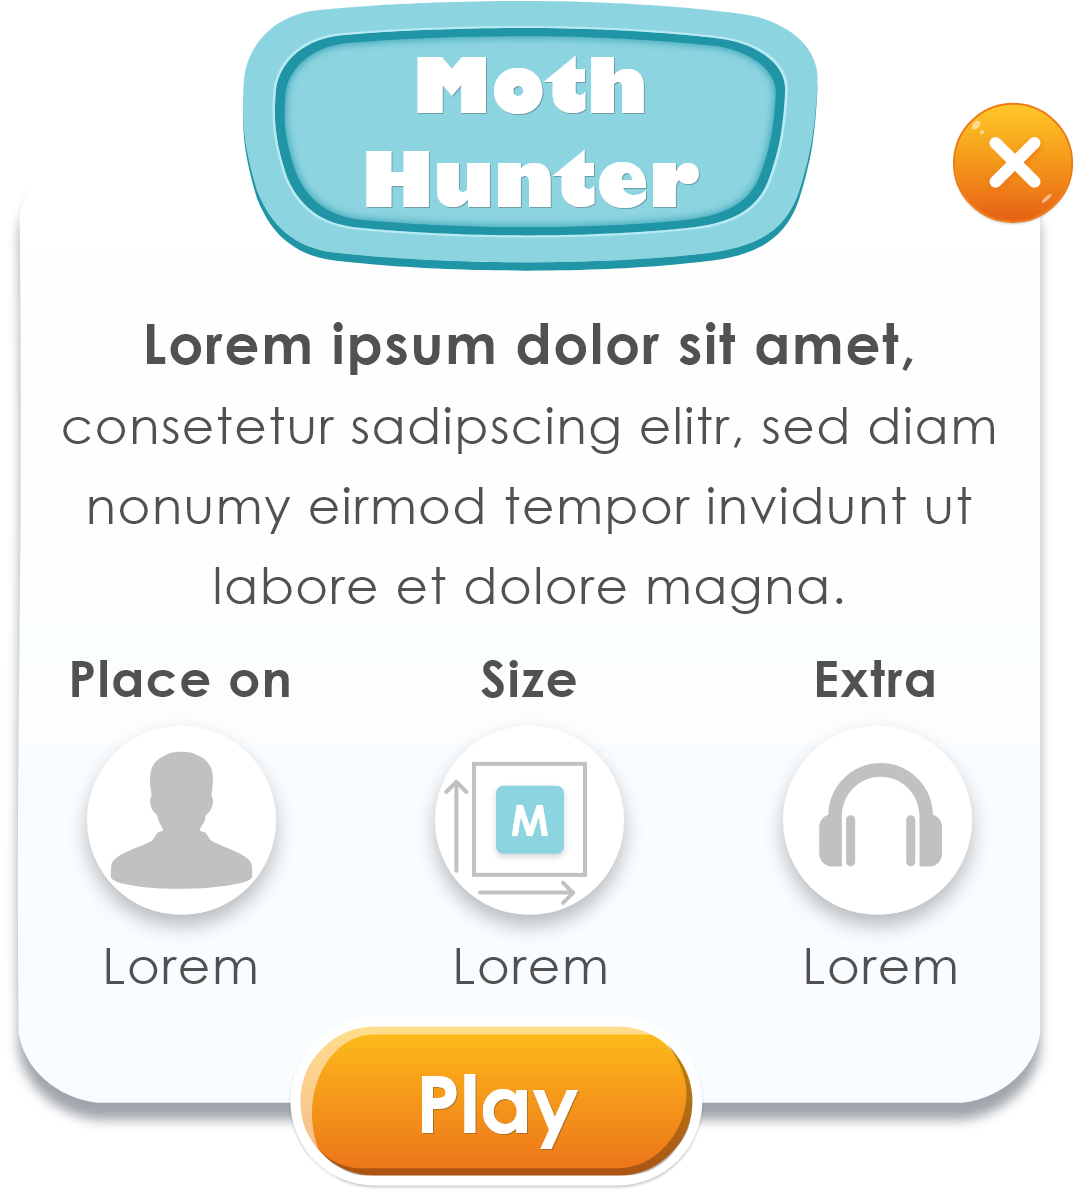 Moth
Hunter
Lorem ipsum dolor sit amet,
consetetur sadipscing elitr, sed diam
nonumy eirmod tempor invidunt ut
labore et dolore magna.
Place on Size Extra
M
Lorem Lorem Lorem
Play